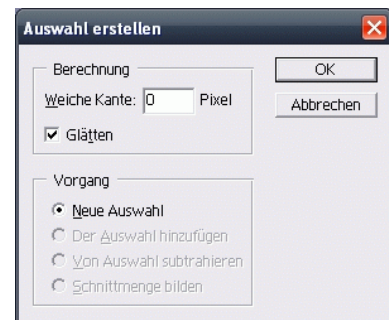 Auswahl erstellen
Berechnung
Weiche Kante: 0 Pixel
Glätten
OK
Abbrechen
Vorgang
Neue Auswahl
Der Auswahl hinzufügen
Von Auswahl subtrahieren
Schnittmenge bilden